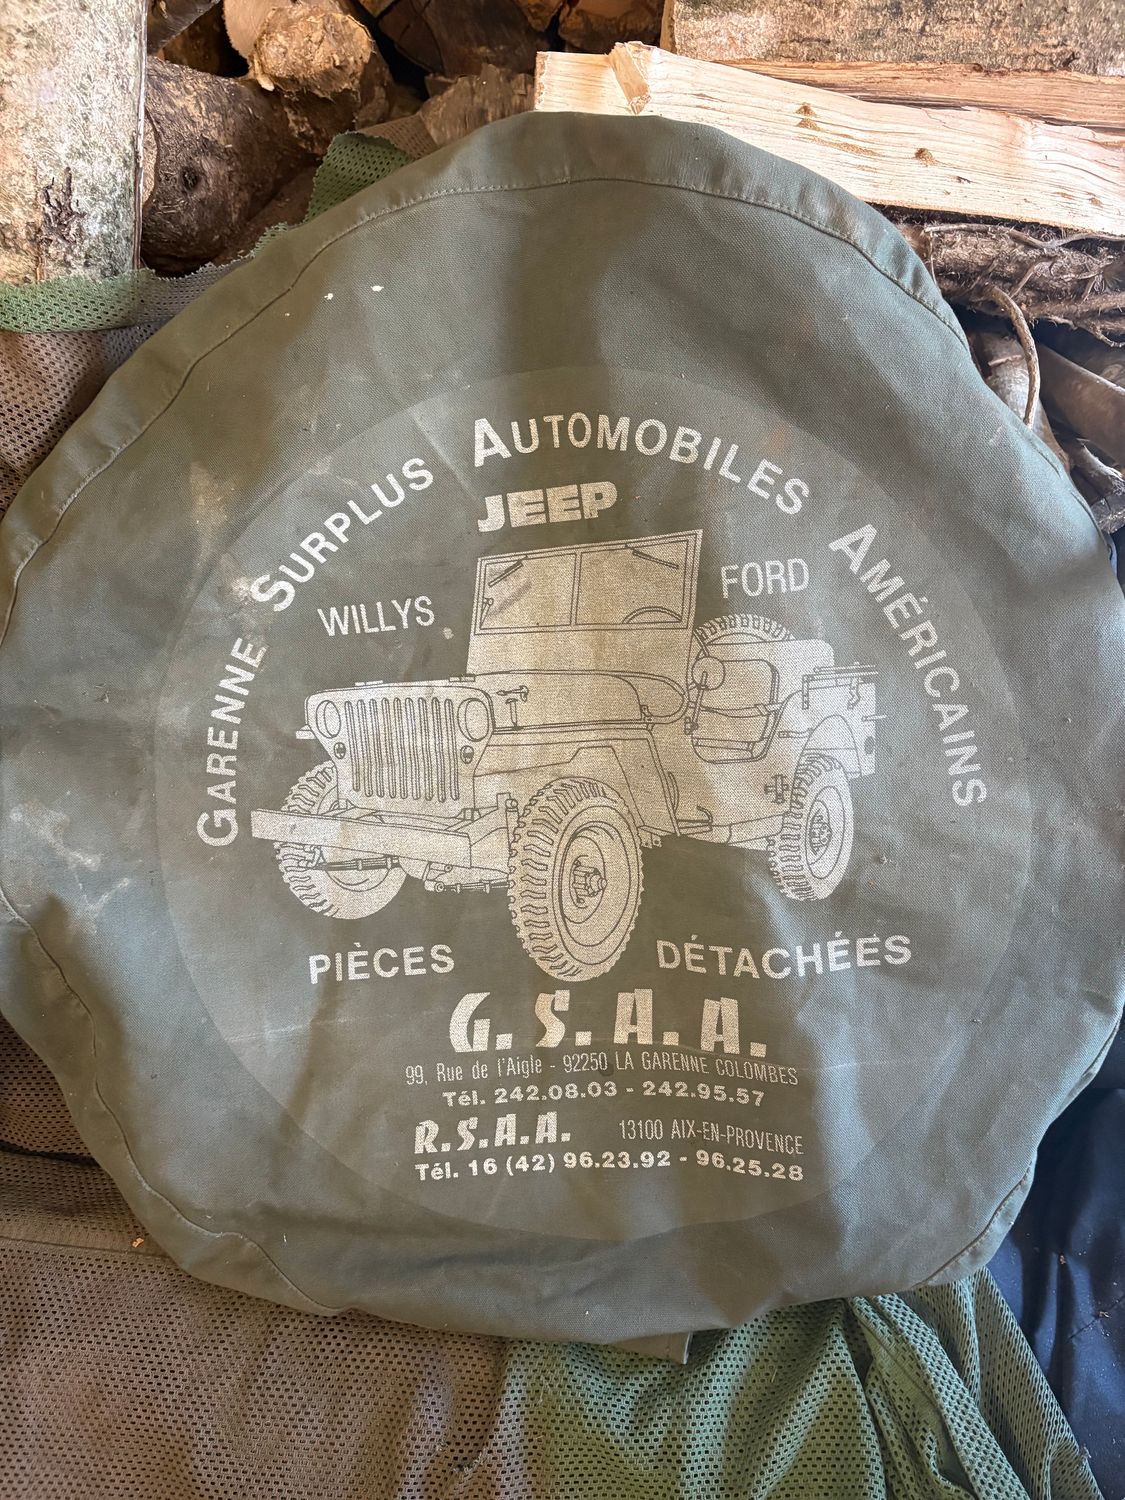 GARENNE SURPLUS AUTOMOBILES AMÉRICAINS
JEEP
WILLYS
FORD
PIÈCES DÉTACHÉES
G.S.A.A.
99, Rue de l'Aigle - 92250 LA GARENNE COLOMBES
Tél. 242.08.03 - 242.95.57
R.S.A.A. 13100 AIX-EN-PROVENCE
Tél. 16 (42) 96.23.92 - 96.25.28